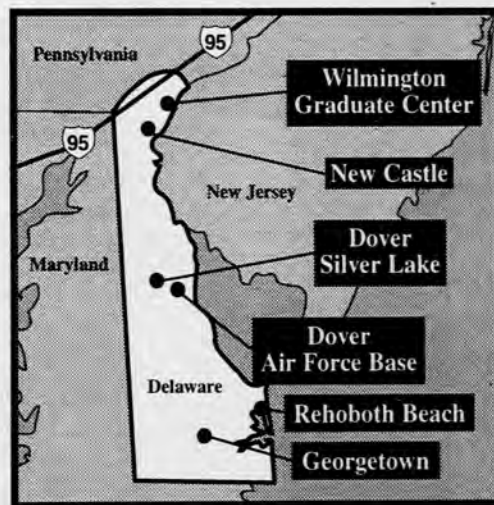 Pennsylvania
95
Wilmington
Graduate Center
95
New Castle
New Jersey
Maryland
Dover
Silver Lake
Dover
Air Force Base
Delaware
Rehoboth Beach
Georgetown